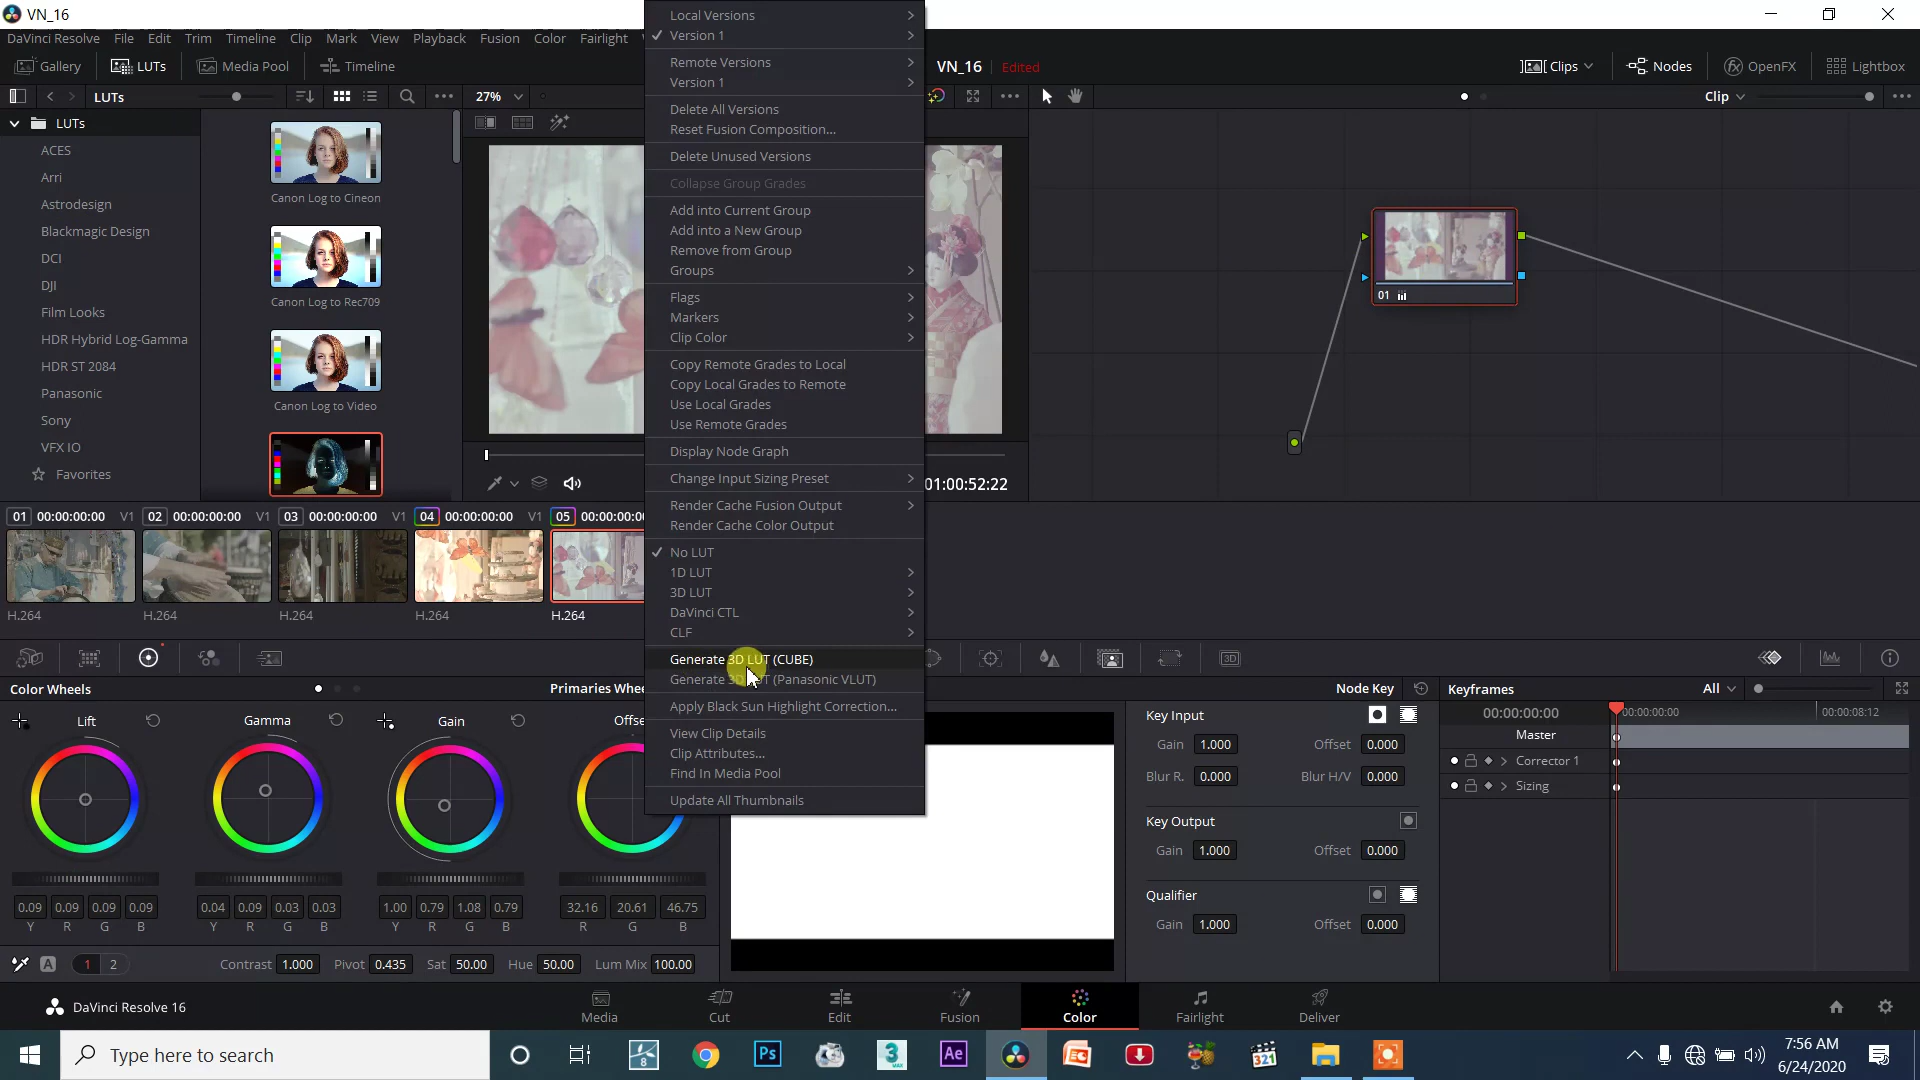 VN_16
DaVinci Resolve File Edit Trim Timeline Clip Mark View Playback Fusion Color Fairlight
Gallery LUTs Media Pool Timeline
VN_16 Edited
Clips Nodes OpenFX Lightbox
LUTs
27%
Clip
LUTs
ACES
Arri
Astrodesign
Blackmagic Design
DCI
DJI
Film Looks
HDR Hybrid Log-Gamma
HDR ST 2084
Panasonic
Sony
VFX IO
Favorites
Canon Log to Cineon
Canon Log to Rec709
Canon Log to Video
Local Versions
Version 1
Remote Versions
Version 1
Delete All Versions
Reset Fusion Composition...
Delete Unused Versions
Collapse Group Grades
Add into Current Group
Add into a New Group
Remove from Group
Groups
Flags
Markers
Clip Color
Copy Remote Grades to Local
Copy Local Grades to Remote
Use Local Grades
Use Remote Grades
Display Node Graph
Change Input Sizing Preset
Render Cache Fusion Output
Render Cache Color Output
No LUT
1D LUT
3D LUT
DaVinci CTL
CLF
Generate 3D LUT (CUBE)
Generate 3D LUT (Panasonic VLUT)
Apply Black Sun Highlight Correction...
View Clip Details
Clip Attributes...
Find In Media Pool
Update All Thumbnails
01:00:52:22
01
01 00:00:00:00 V1 02 00:00:00:00 V1 03 00:00:00:00 V1 04 00:00:00:00 V1 05
H.264 H.264 H.264 H.264 H.264
3D
Color Wheels
Node Key
Keyframes All
Lift Gamma Gain
0.09 0.09 0.09 0.09 0.04 0.09 0.03 0.03 1.00 0.79 1.08 0.79 32.16 20.61 46.75
Y R G B Y R G B Y R G B R G B
A 1 2 Contrast 1.000 Pivot 0.435 Sat 50.00 Hue 50.00 Lum Mix 100.00
Key Input
Gain 1.000 Offset 0.000
Blur R. 0.000 Blur H/V 0.000
Key Output
Gain 1.000 Offset 0.000
Qualifier
Gain 1.000 Offset 0.000
00:00:00:00 00:00:00:00 00:00:08:12
Master
Corrector 1
Sizing
DaVinci Resolve 16
Media Cut Edit Fusion Color Fairlight Deliver
Type here to search
8 Ps 3 MAX Ae 321
7:56 AM
6/24/2020